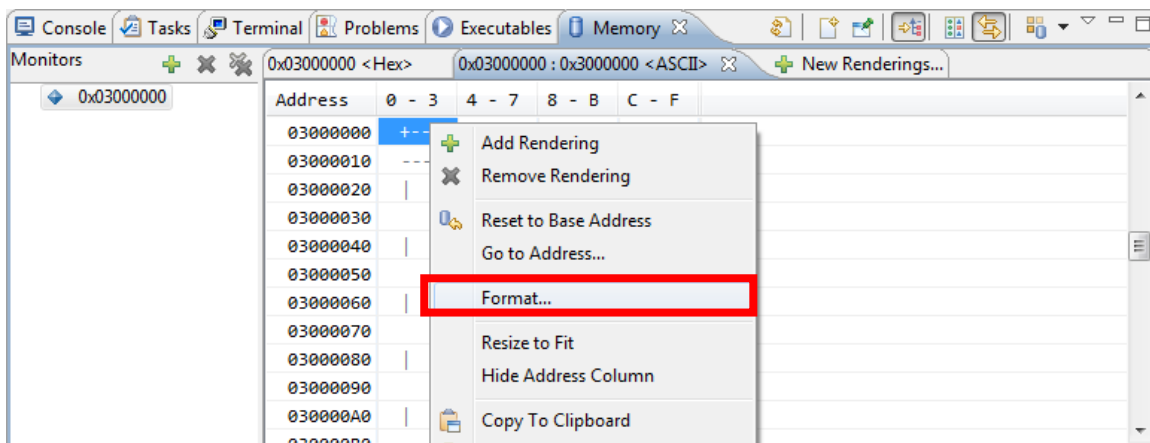 Console Tasks Terminal Problems Executables Memory
Monitors
0x03000000 <Hex> 0x03000000 : 0x3000000 <ASCII> New Renderings...
0x03000000
Address 0 - 3 4 - 7 8 - B C - F
03000000 +--
03000010 ---
03000020 |
03000030
03000040 |
03000050
03000060 |
03000070
03000080 |
03000090
030000A0 |
Add Rendering
Remove Rendering
Reset to Base Address
Go to Address...
Format...
Resize to Fit
Hide Address Column
Copy To Clipboard